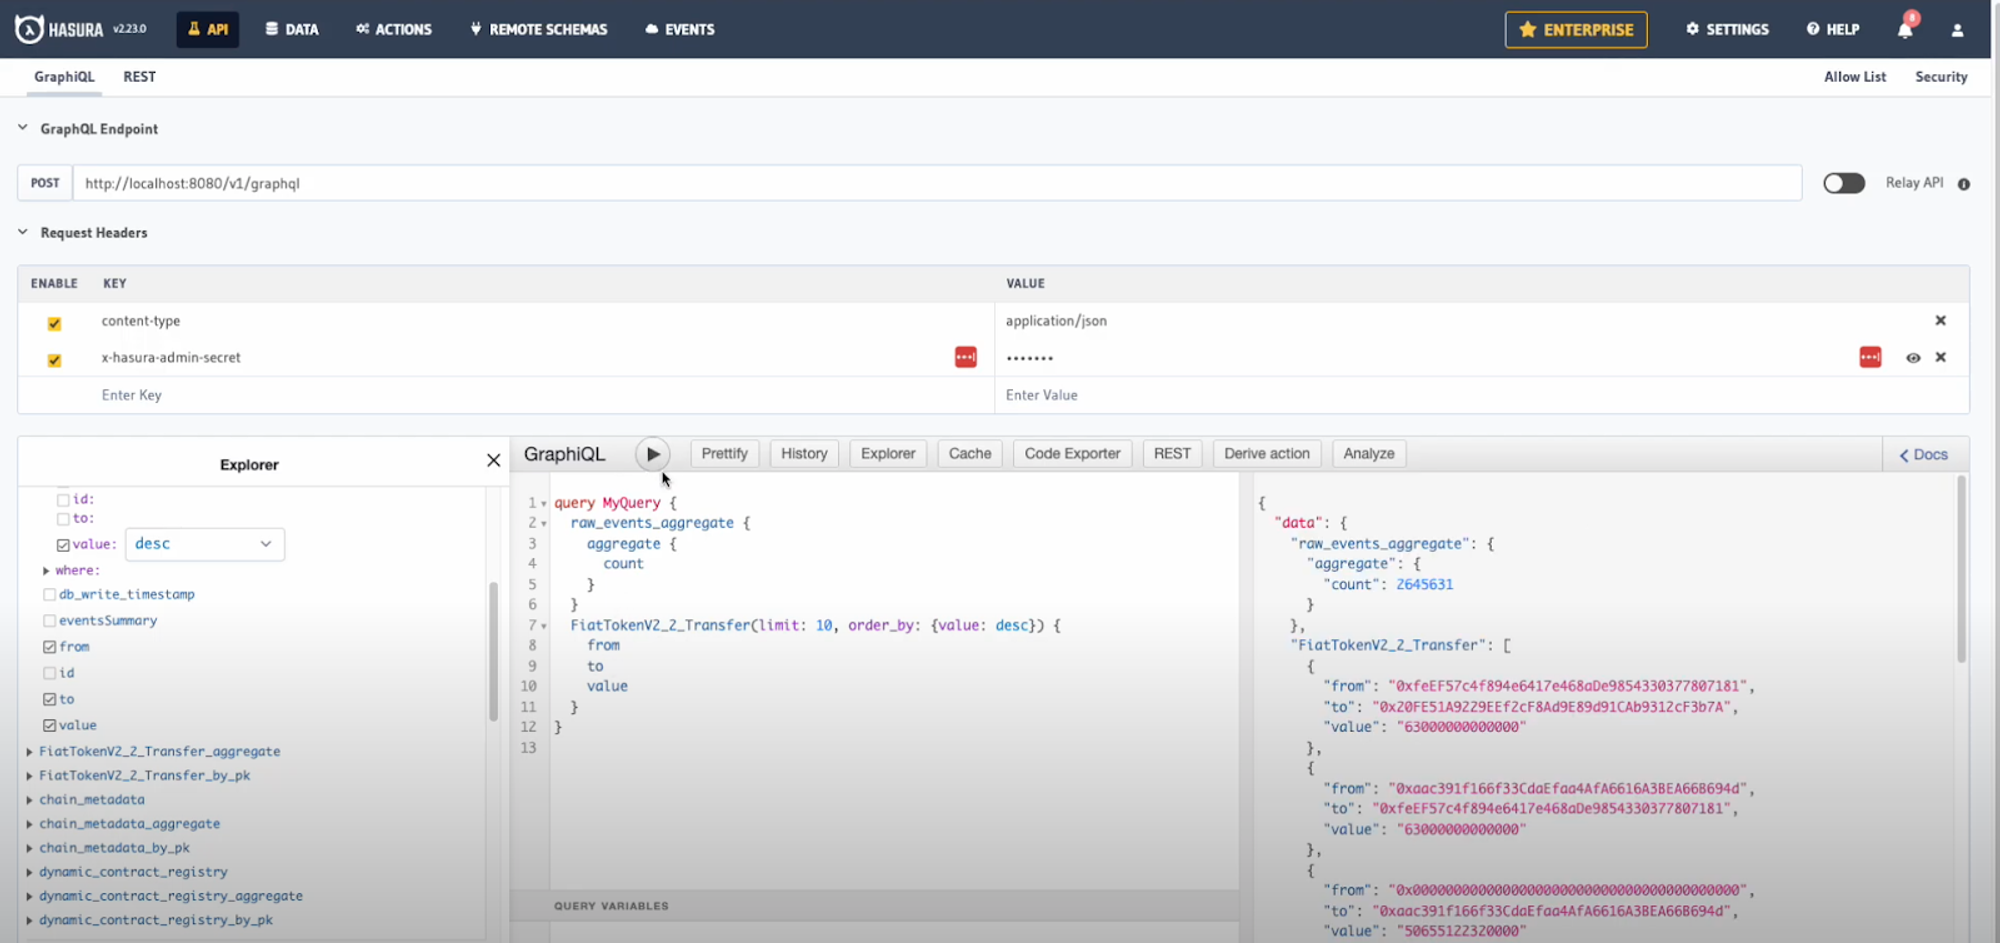 HASURA v2.23.0 API DATA ACTIONS REMOTE SCHEMAS EVENTS ENTERPRISE SETTINGS HELP 8
GraphiQL REST Allow List Security
GraphQL Endpoint
POST http://localhost:8080/v1/graphql Relay API
Request Headers
ENABLE KEY VALUE
content-type application/json
x-hasura-admin-secret •••••••
Enter Key Enter Value
Explorer
id:
to:
value: desc
where:
db_write_timestamp
eventsSummary
from
id
to
value
FiatTokenV2_2_Transfer_aggregate
FiatTokenV2_2_Transfer_by_pk
chain_metadata
chain_metadata_aggregate
chain_metadata_by_pk
dynamic_contract_registry
dynamic_contract_registry_aggregate
dynamic_contract_registry_by_pk
GraphiQL Prettify History Explorer Cache Code Exporter REST Derive action Analyze Docs
1 query MyQuery {
2 raw_events_aggregate {
3 aggregate {
4 count
5 }
6 }
7 FiatTokenV2_2_Transfer(limit: 10, order_by: {value: desc}) {
8 from
9 to
10 value
11 }
12 }
13
QUERY VARIABLES
{
"data": {
"raw_events_aggregate": {
"aggregate": {
"count": 2645631
}
},
"FiatTokenV2_2_Transfer": [
{
"from": "0xfeEF57c4f894e6417e468aDe9854330377807181",
"to": "0x20FE51A9229EEf2cF8Ad9E89d91CAb9312cF3b7A",
"value": "63000000000000"
},
{
"from": "0xaac391f166f33CdaEfaa4AfA6616A3BEA66B694d",
"to": "0xfeEF57c4f894e6417e468aDe9854330377807181",
"value": "63000000000000"
},
{
"from": "0x0000000000000000000000000000000000000000",
"to": "0xaac391f166f33CdaEfaa4AfA6616A3BEA66B694d",
"value": "50655122320000"